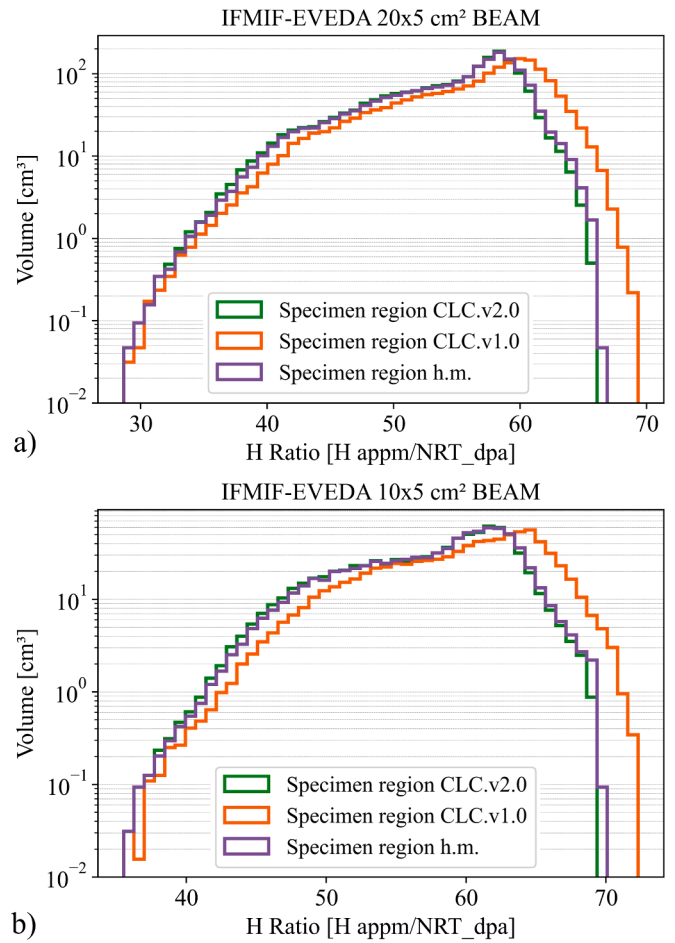 IFMIF-EVEDA 20x5 cm² BEAM
10²
10¹
10⁰
10⁻¹
10⁻²
Volume [cm³]
Specimen region CLC.v2.0
Specimen region CLC.v1.0
Specimen region h.m.
30 40 50 60 70
H Ratio [H appm/NRT_dpa]
a)
IFMIF-EVEDA 10x5 cm² BEAM
10¹
10⁰
10⁻¹
10⁻²
Volume [cm³]
Specimen region CLC.v2.0
Specimen region CLC.v1.0
Specimen region h.m.
40 50 60 70
H Ratio [H appm/NRT_dpa]
b)